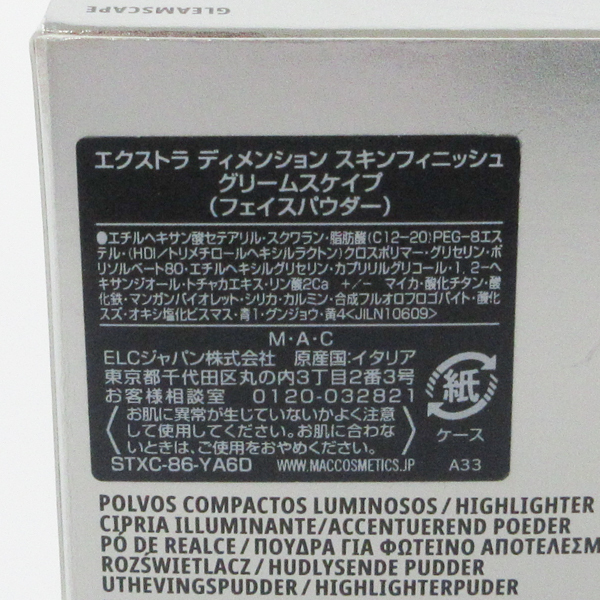 GLEAMSCAPE
エクストラ ディメンション スキンフィニッシュ
グリームスケイプ
(フェイスパウダー)
●エチルヘキサン酸セテアリル・スクワラン・脂肪酸(C12-20)PEG-8エス
テル・(HDI/トリメチロールヘキシルラクトン)クロスポリマー・グリセリン・ポ
リソルベート80・エチルヘキシルグリセリン・カプリリルグリコール・1,2-ヘ
キサンジオール・トチャカエキス・リン酸2Ca +/- マイカ・酸化チタン・酸
化鉄・マンガンバイオレット・シリカ・カルミン・合成フルオロフロゴパイト・酸化
スズ・オキシ塩化ビスマス・青1・グンジョウ・黄4<JILN10609>
M・A・C
ELCジャパン株式会社 原産国:イタリア
東京都千代田区丸の内3丁目2番3号
お客様相談室 0120-032821
お肌に異常が生じていないかよく注意
して使用してください。お肌に合わな
いときは、ご使用をおやめください。
紙
ケース
STXC-86-YA6D WWW.MACCOSMETICS.JP A33
POLVOS COMPACTOS LUMINOSOS/HIGHLIGHTER
CIPRIA ILLUMINANTE/ACCENTUEREND POEDER
PÓ DE REALCE/ΠΟΥΔΡΑ ΓΙΑ ΦΩΤΕΙΝΟ ΑΠΟΤΕΛΕΣΜ
ROZŚWIETLACZ/HUDLYSENDE PUDDER
UTHEVINGSPUDDER/HIGHLIGHTERPUDER